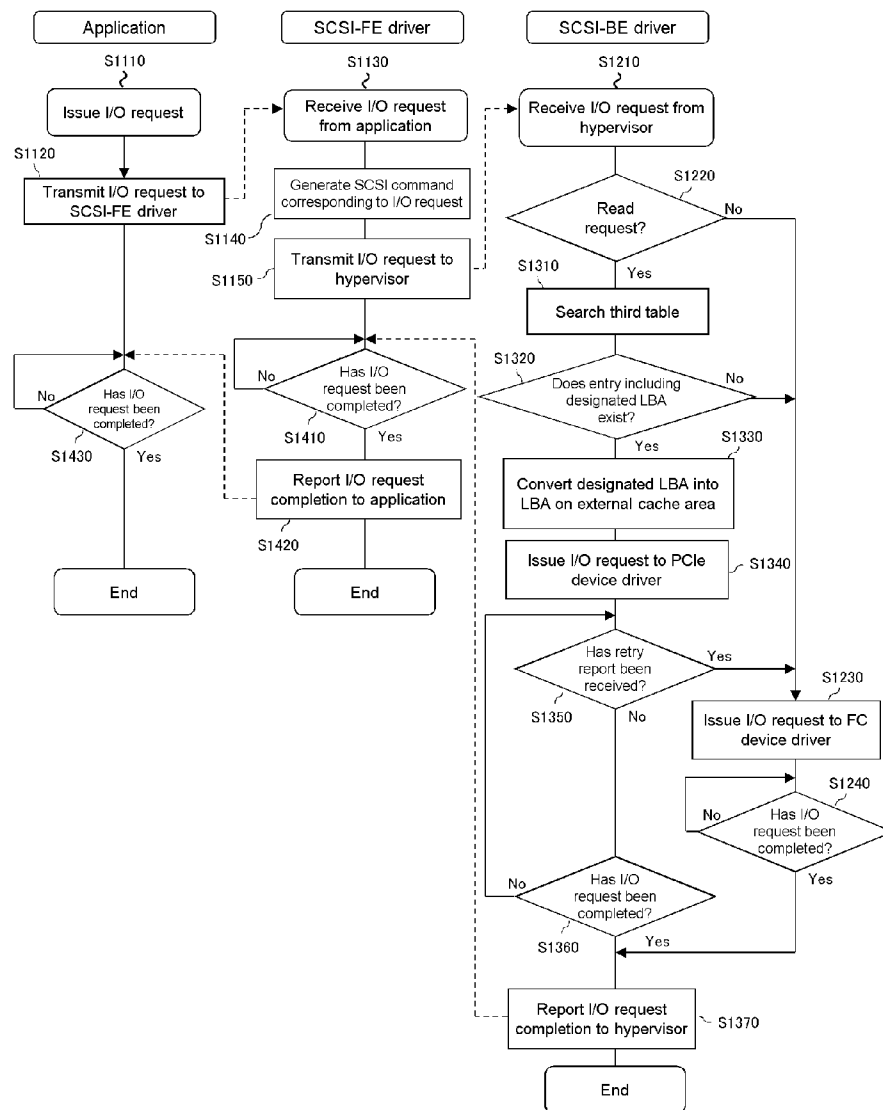 Application
SCSI-FE driver
SCSI-BE driver
S1110
Issue I/O request
S1120
Transmit I/O request to
SCSI-FE driver
No
Has I/O
request been
completed?
S1430
Yes
End
S1130
Receive I/O request
from application
Generate SCSI command
corresponding to I/O request
S1140
Transmit I/O request to
hypervisor
S1150
No
Has I/O
request been
completed?
S1410
Yes
Report I/O request
completion to application
S1420
End
S1210
Receive I/O request from
hypervisor
S1220
Read
request?
No
Yes
S1310
Search third table
S1320
Does entry including
designated LBA
exist?
No
Yes
S1330
Convert designated LBA into
LBA on external cache area
Issue I/O request to PCIe
device driver
S1340
Has retry
report been
received?
Yes
S1350
No
S1230
Issue I/O request to FC
device driver
S1240
No
Has I/O
request been
completed?
Yes
No
Has I/O
request been
completed?
S1360
Yes
Report I/O request
completion to hypervisor
S1370
End